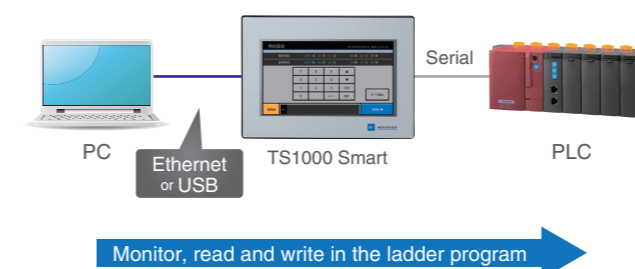 Serial
PC
Ethernet
or USB
TS1000 Smart
PLC
Monitor, read and write in the ladder program